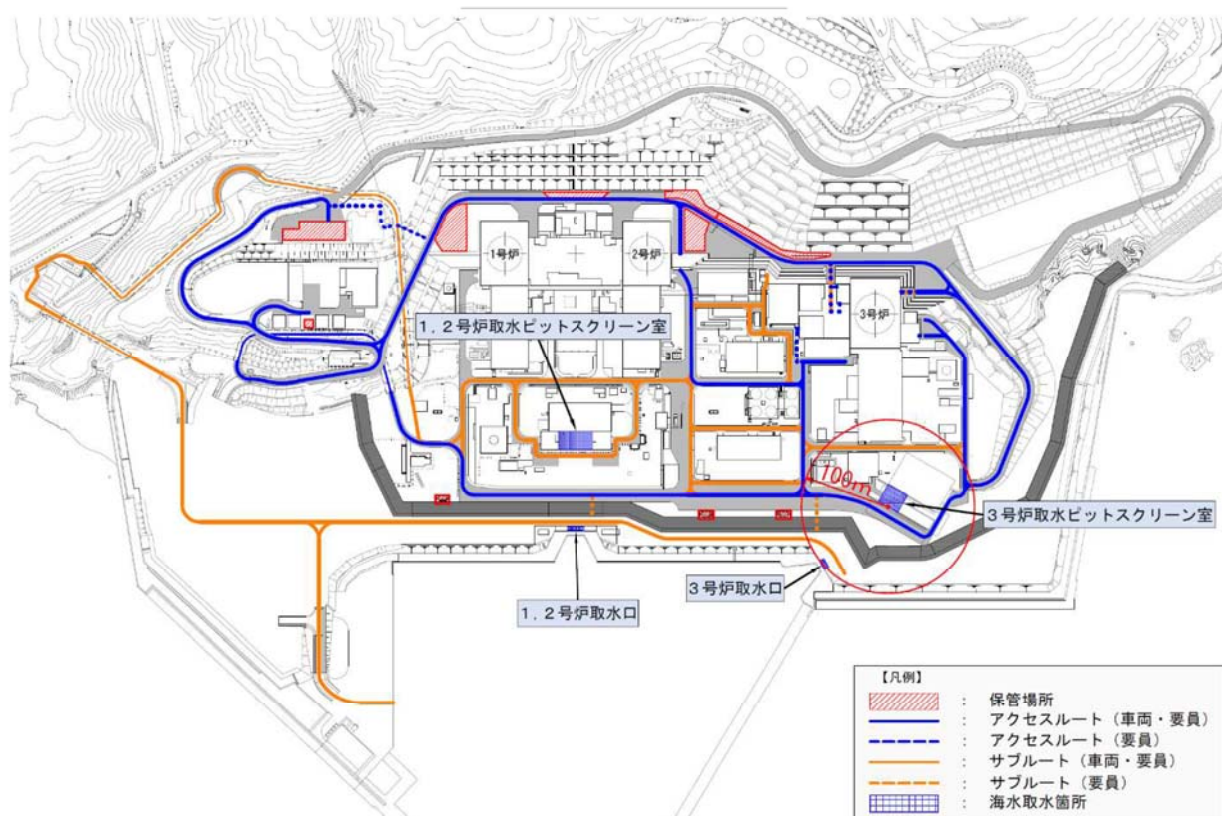 1号炉
2号炉
3号炉
1,2号炉取水ピットスクリーン室
100m
3号炉取水ピットスクリーン室
3号炉取水口
1,2号炉取水口
【凡例】
: 保管場所
: アクセスルート(車両・要員)
: アクセスルート(要員)
: サブルート(車両・要員)
: サブルート(要員)
: 海水取水箇所